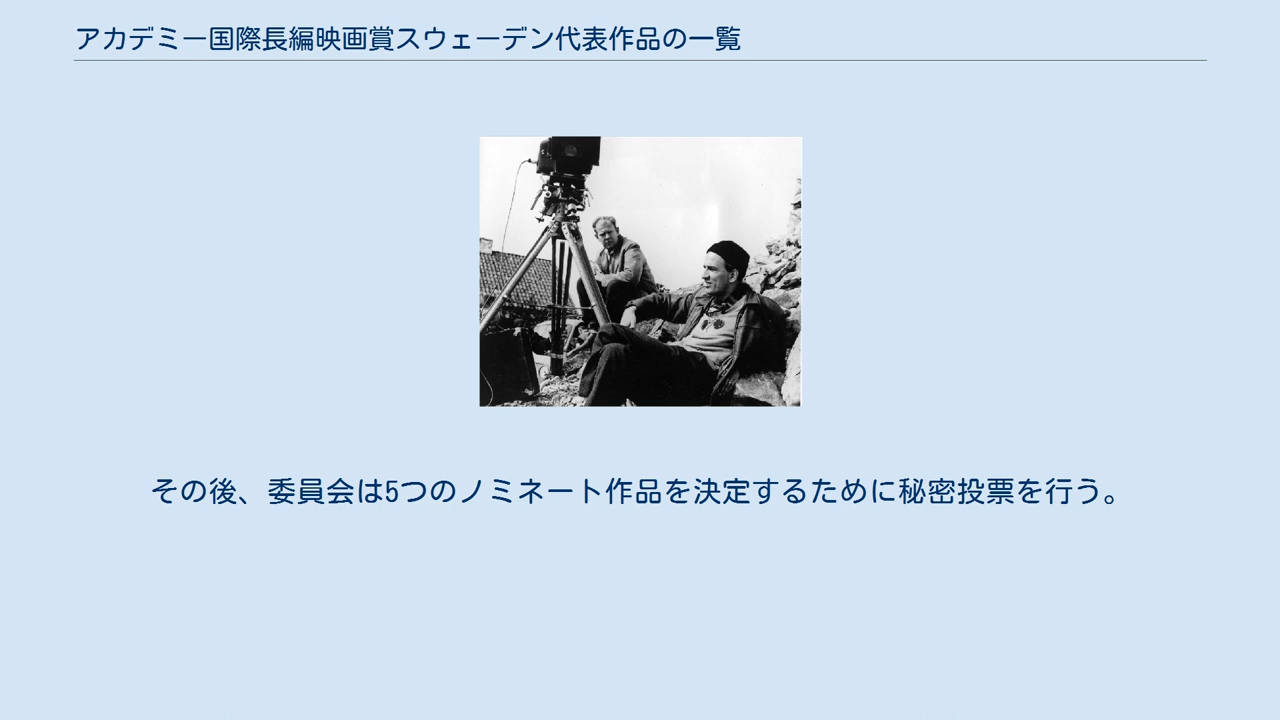 アカデミー国際長編映画賞スウェーデン代表作品の一覧
その後、委員会は5つのノミネート作品を決定するために秘密投票を行う。